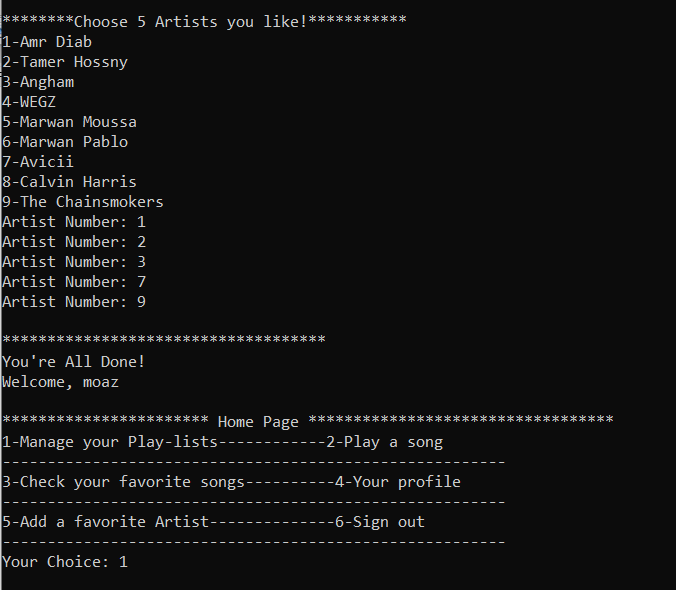 ********Choose 5 Artists you like!***********
1-Amr Diab
2-Tamer Hossny
3-Angham
4-WEGZ
5-Marwan Moussa
6-Marwan Pablo
7-Avicii
8-Calvin Harris
9-The Chainsmokers
Artist Number: 1
Artist Number: 2
Artist Number: 3
Artist Number: 7
Artist Number: 9
************************************
You're All Done!
Welcome, moaz
*********************** Home Page **********************************
1-Manage your Play-lists------------2-Play a song
--------------------------------------------------------
3-Check your favorite songs----------4-Your profile
--------------------------------------------------------
5-Add a favorite Artist--------------6-Sign out
--------------------------------------------------------
Your Choice: 1